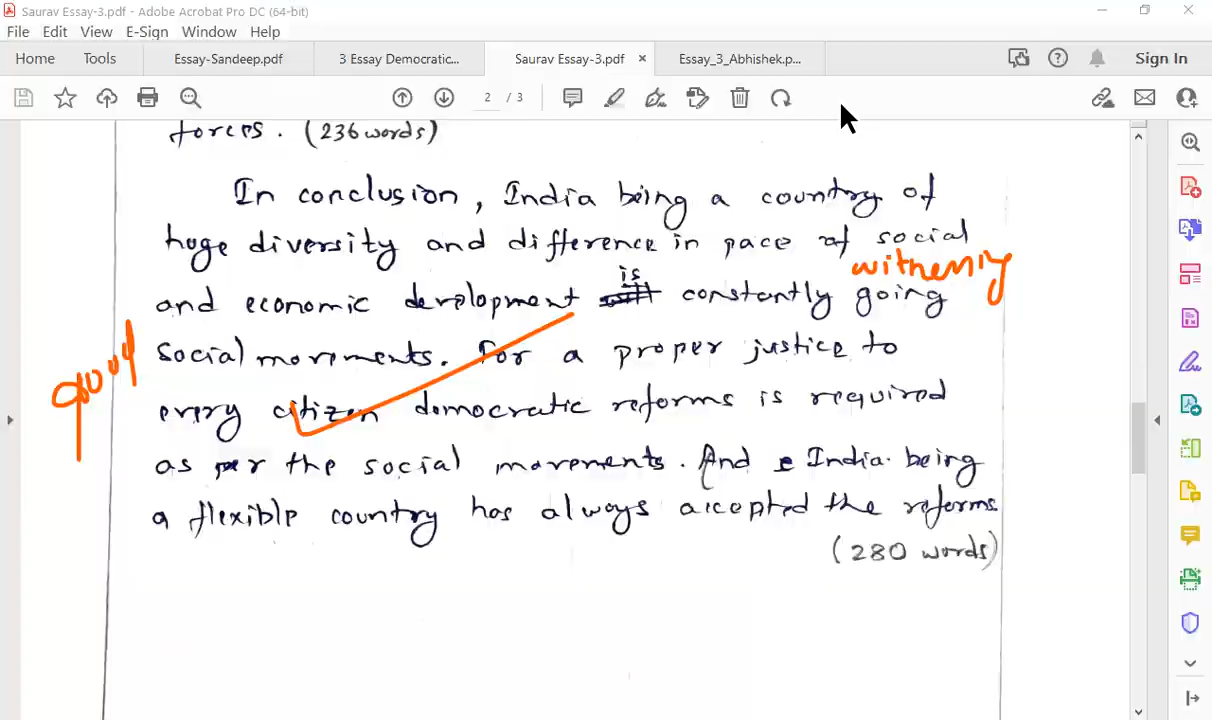 Saurav Essay-3.pdf - Adobe Acrobat Pro DC (64-bit)
File Edit View E-Sign Window Help
Home Tools Essay-Sandeep.pdf 3 Essay Democratic... Saurav Essay-3.pdf × Essay_3_Abhishek.p... Sign In
2 / 3
forces. (236 words)
In conclusion, India being a country of
huge diversity and difference in pace of social
witnessing
is
and economic development constantly going
social movements. For a proper justice to
good
every citizen democratic reforms is required
as per the social movements. And India being
a flexible country has always accepted the reforms
(280 words)